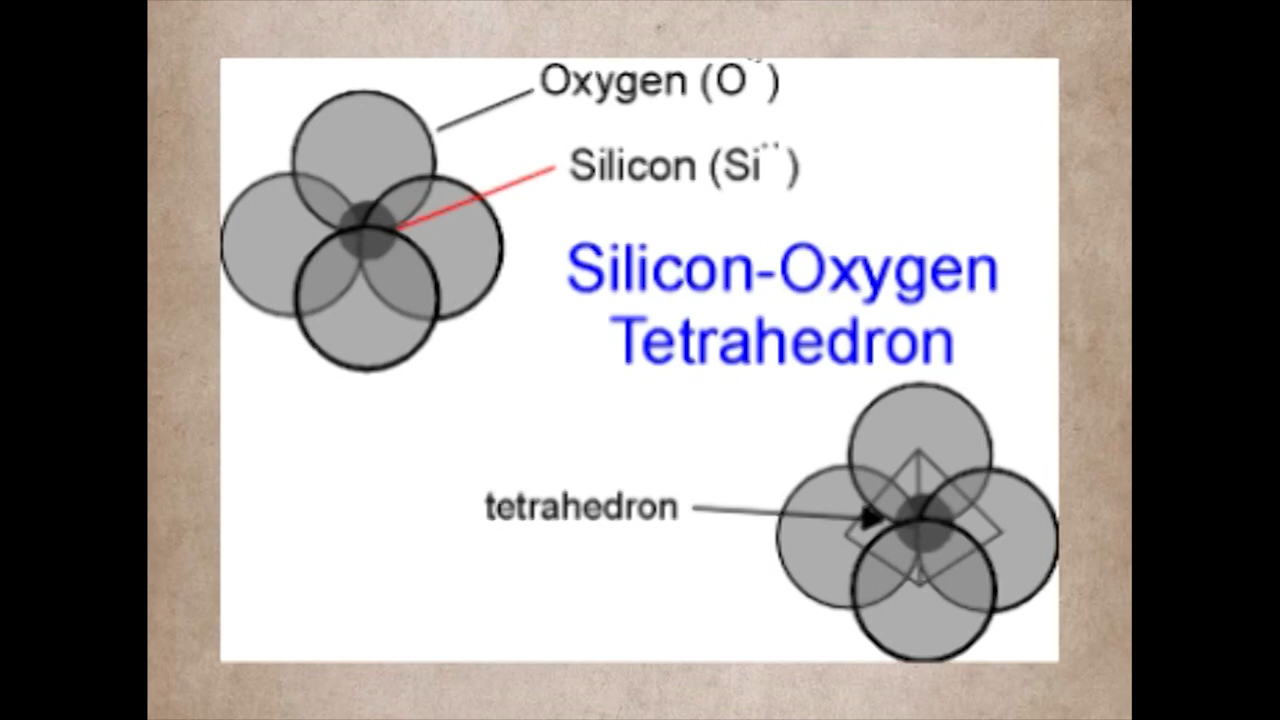 Oxygen (O¨)
Silicon (Si¨)
Silicon-Oxygen
Tetrahedron
tetrahedron